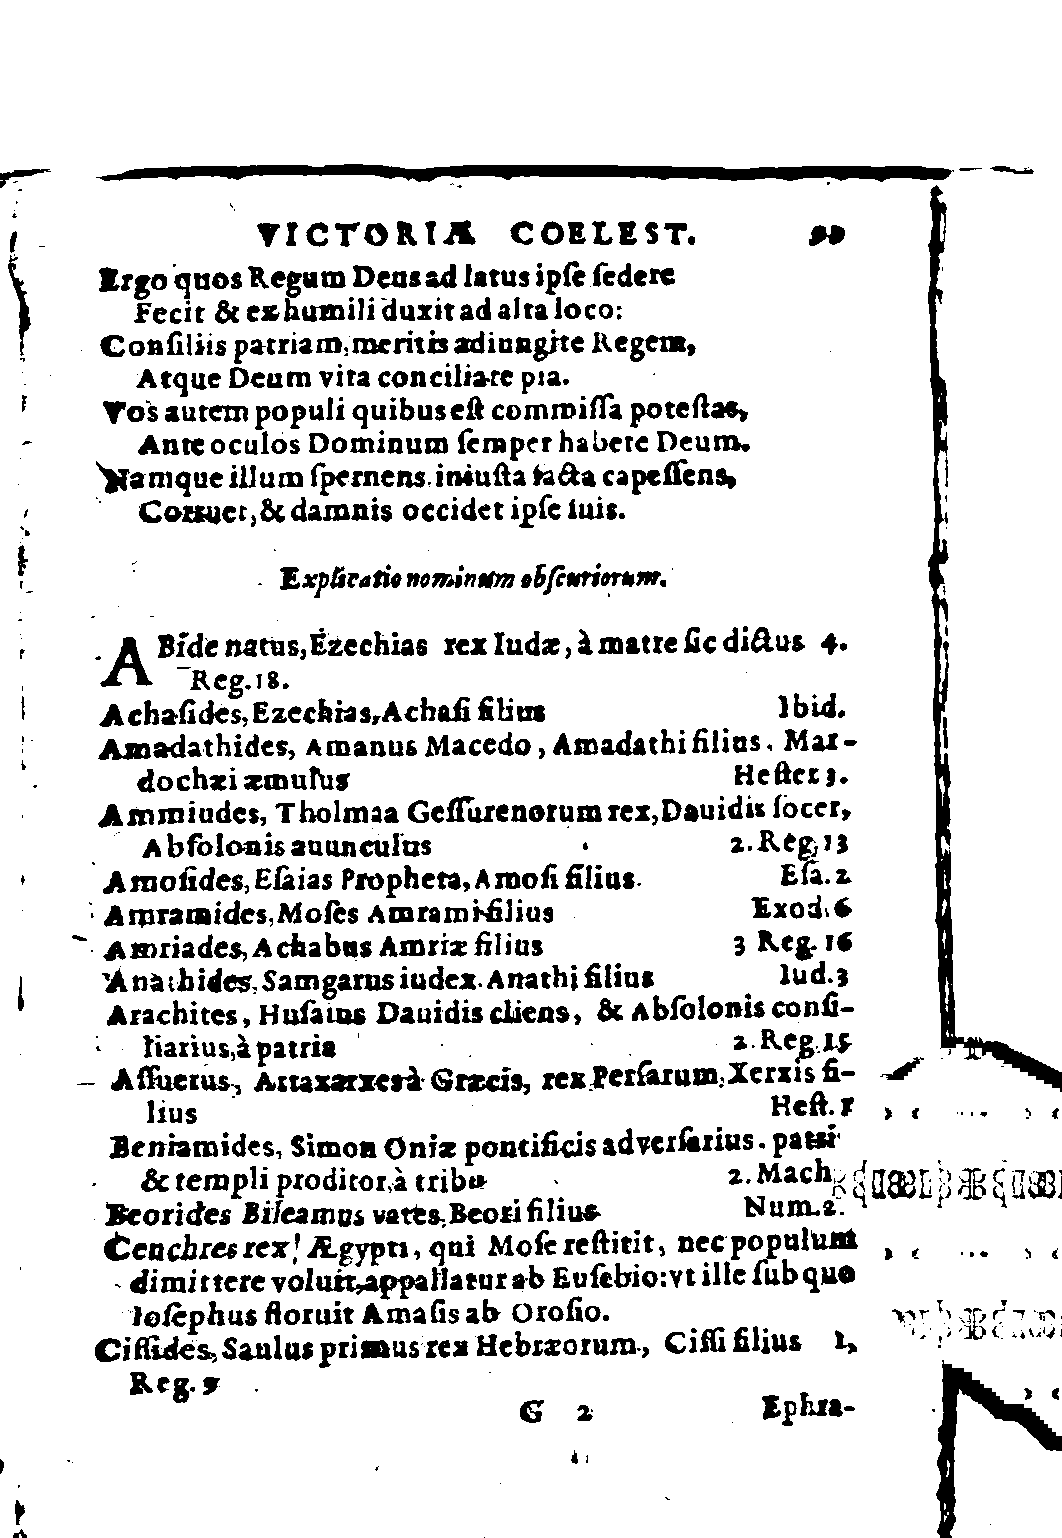 VICTORIÆ COELEST. 99
Ergo quos Regum Deus ad latus ipſe ſedere
Fecit & ex humili duxit ad alta loco:
Conſiliis patriam, meritis adiungite Regem,
Atque Deum vita conciliare pia.
Vos autem populi quibus eſt commiſſa poteſtas,
Ante oculos Dominum ſemper habete Deum.
Namque illum ſpernens iniuſta facta capeſſens,
Corruet, & damnis occidet ipſe ſuis.
Explicatio nominum obſcuriorum.
ABide natus, Ezechias rex Iudæ, à matre ſic dictus 4.
Reg. 18.
Achaſides, Ezechias, Achaſi filius Ibid.
Amadathides, Amanus Macedo, Amadathi filius. Mar-
dochæi æmulus Heſter 3.
Ammiudes, Tholmaa Geſſurenorum rex, Dauidis ſocer,
Abſolonis auunculus 2. Reg. 13
Amoſides, Eſaias Propheta, Amoſi filius. Eſa. 2
Amramides, Moſes Amrami filius Exod. 6
Amriades, Achabus Amriæ filius 3 Reg. 16
Anathides, Samgarus iudex. Anathi filius Iud. 3
Arachites, Huſaius Dauidis cliens, & Abſolonis conſi-
liarius, à patria 2. Reg. 15
Aſſuerus, Artaxarxes à Græcis, rex Perſarum, Xerxis fi-
lius Heſt. 1
Beniamides, Simon Oniæ pontificis adverſarius. patri
& templi proditor, à tribu 2. Mach.
Beorides Bileamus vates, Beori filius Num. 2.
Cenchres rex Ægypti, qui Moſe reſtitit, nec populum
dimittere voluit, appallatur ab Euſebio: vt ille ſub quo
Ioſephus floruit Amaſis ab Oroſio.
Ciſſides, Saulus primus rex Hebræorum, Ciſſi filius 1,
Reg. 9
G 2 Ephra-